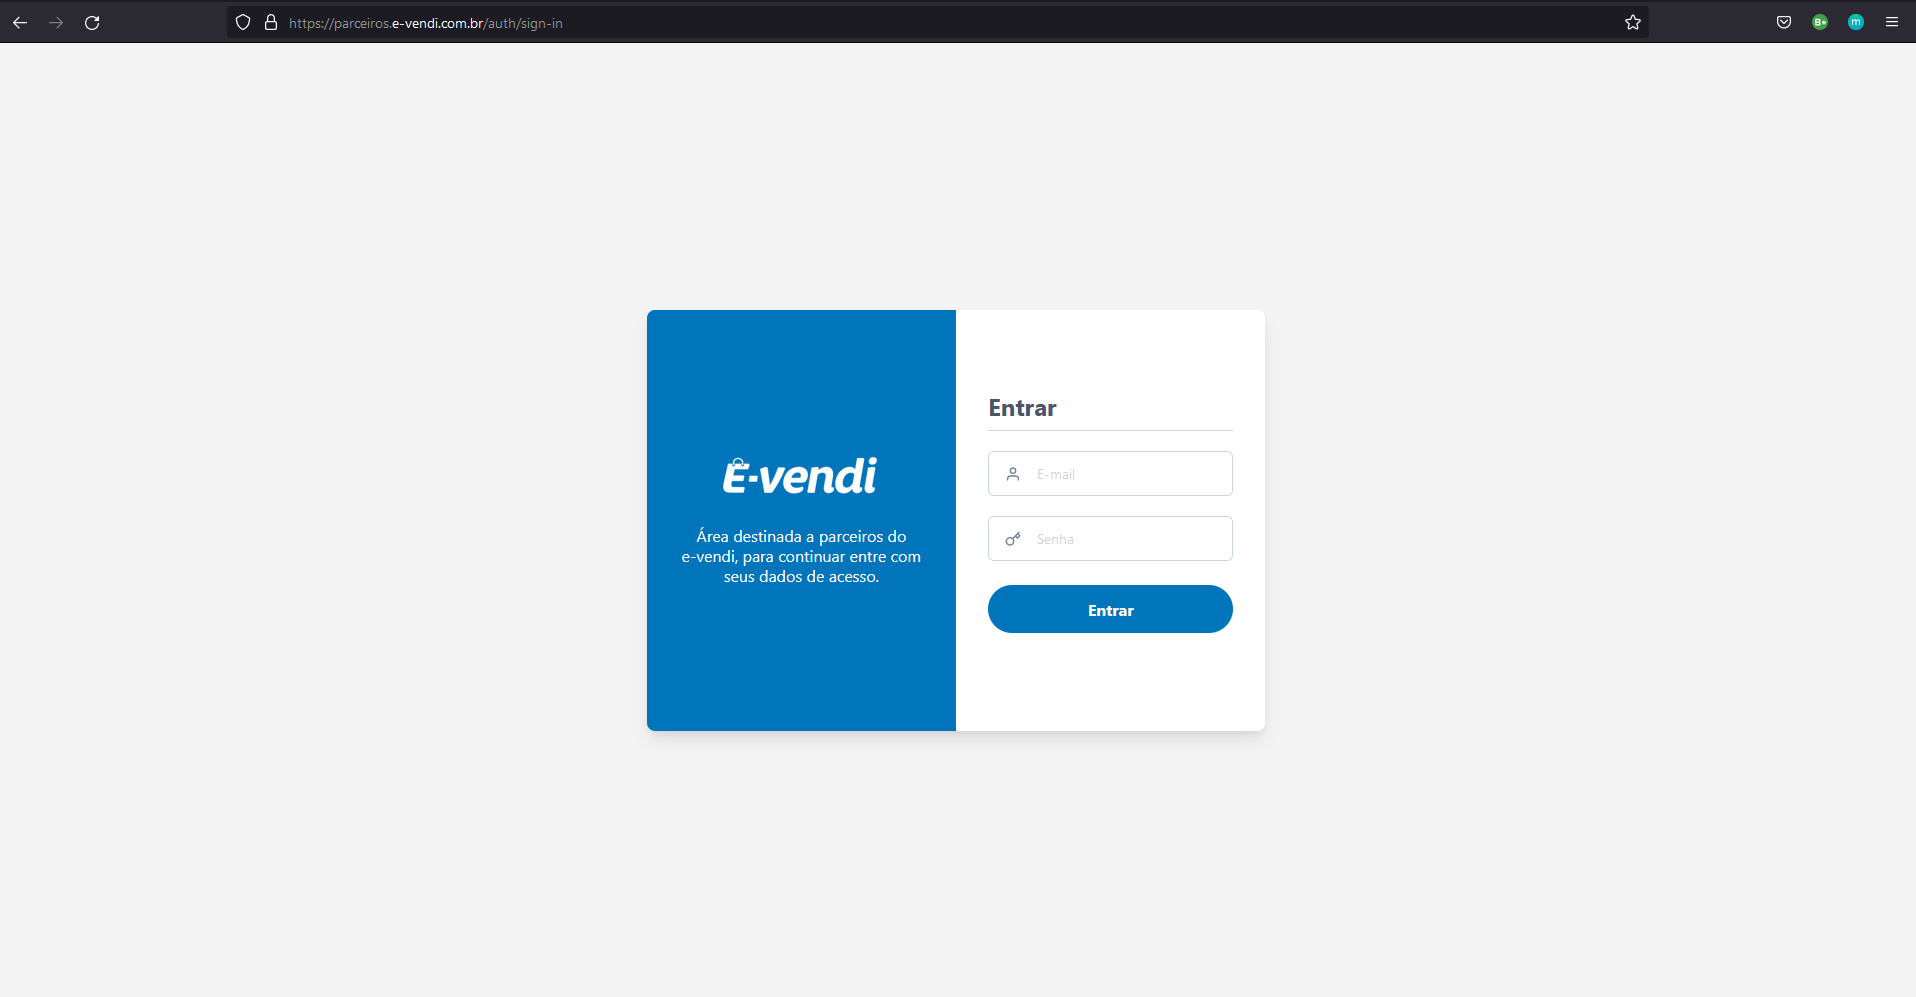 https://parceiros.e-vendi.com.br/auth/sign-in
B+
m
E-vendi
Área destinada a parceiros do
e-vendi, para continuar entre com
seus dados de acesso.
Entrar
E-mail
Senha
Entrar